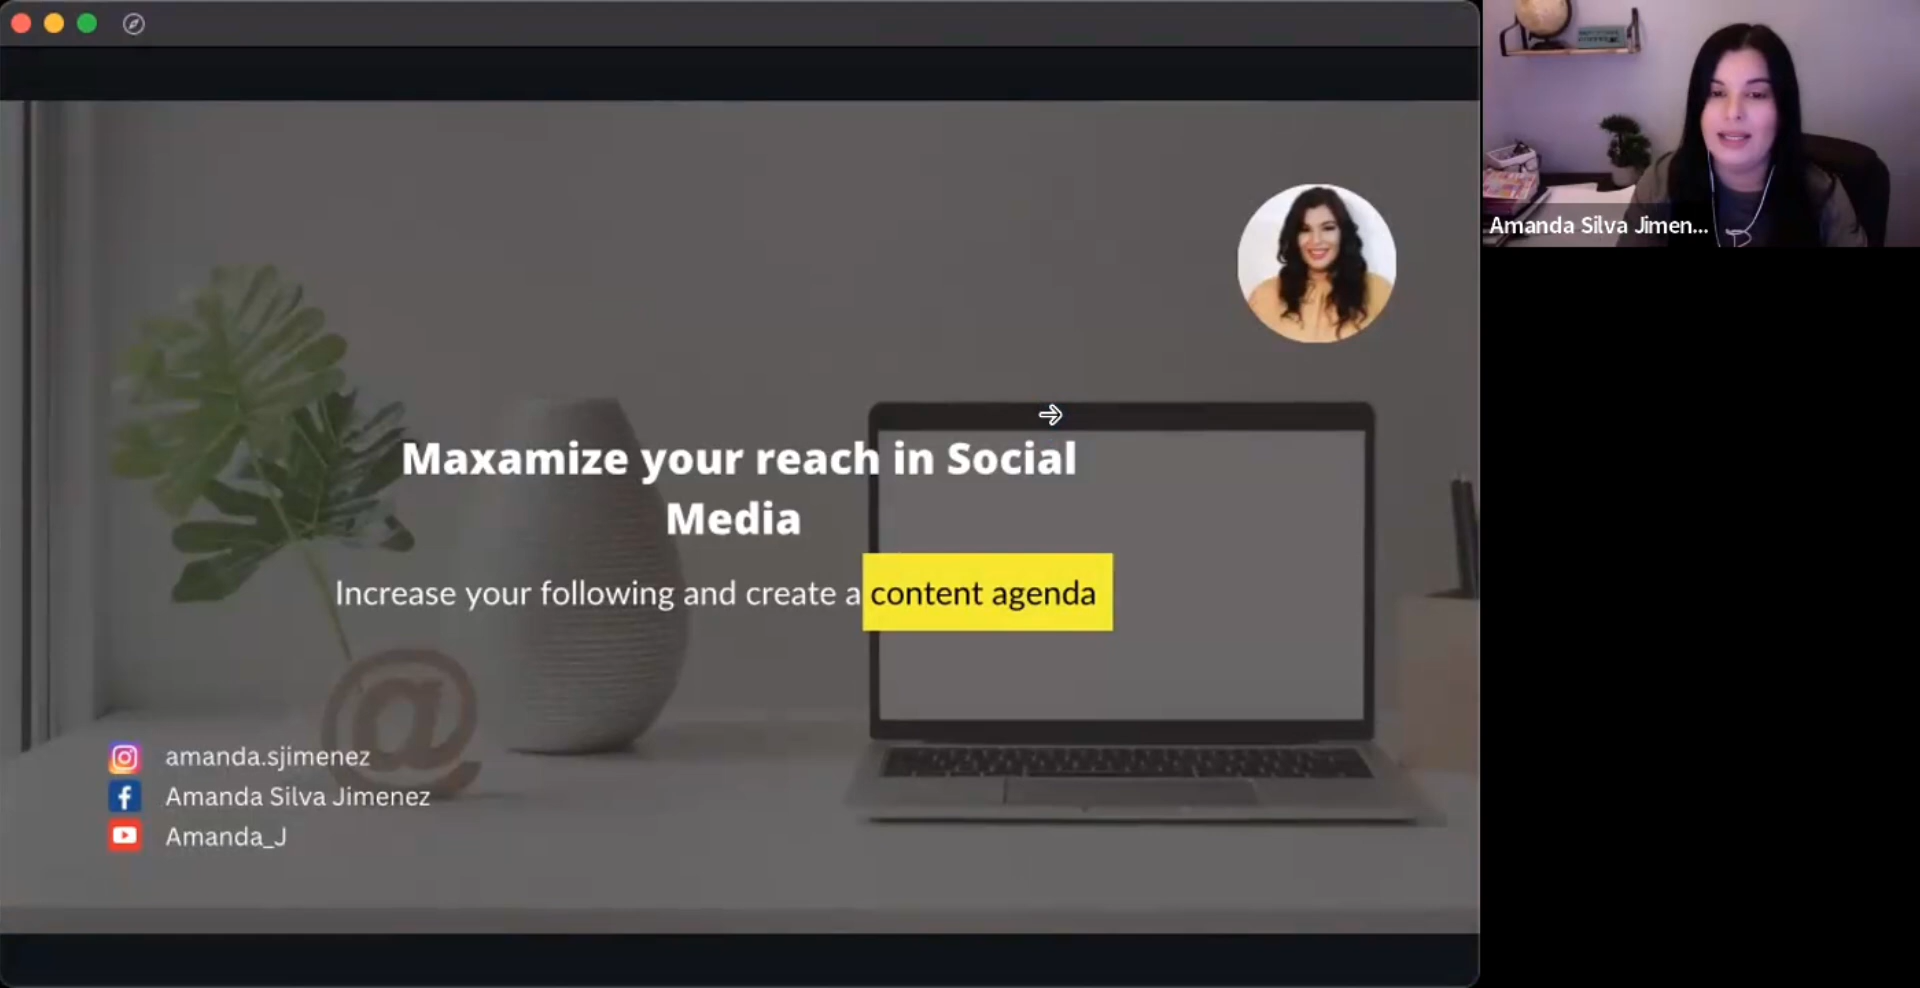 Maxamize your reach in Social
Media
Increase your following and create a content agenda
amanda.sjimenez
Amanda Silva Jimenez
Amanda_J
Amanda Silva Jimen...